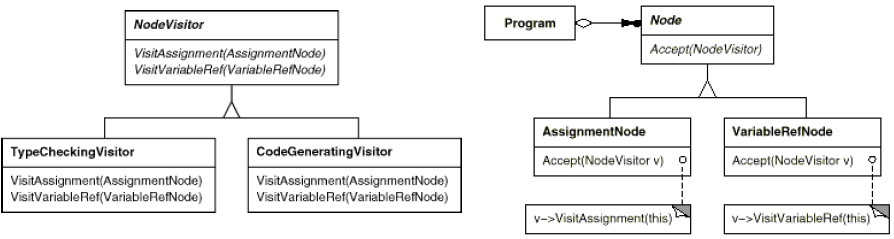 NodeVisitor
VisitAssignment(AssignmentNode)
VisitVariableRef(VariableRefNode)
TypeCheckingVisitor
VisitAssignment(AssignmentNode)
VisitVariableRef(VariableRefNode)
CodeGeneratingVisitor
VisitAssignment(AssignmentNode)
VisitVariableRef(VariableRefNode)
Program
Node
Accept(NodeVisitor)
AssignmentNode
Accept(NodeVisitor v)
v->VisitAssignment(this)
VariableRefNode
Accept(NodeVisitor v)
v->VisitVariableRef(this)